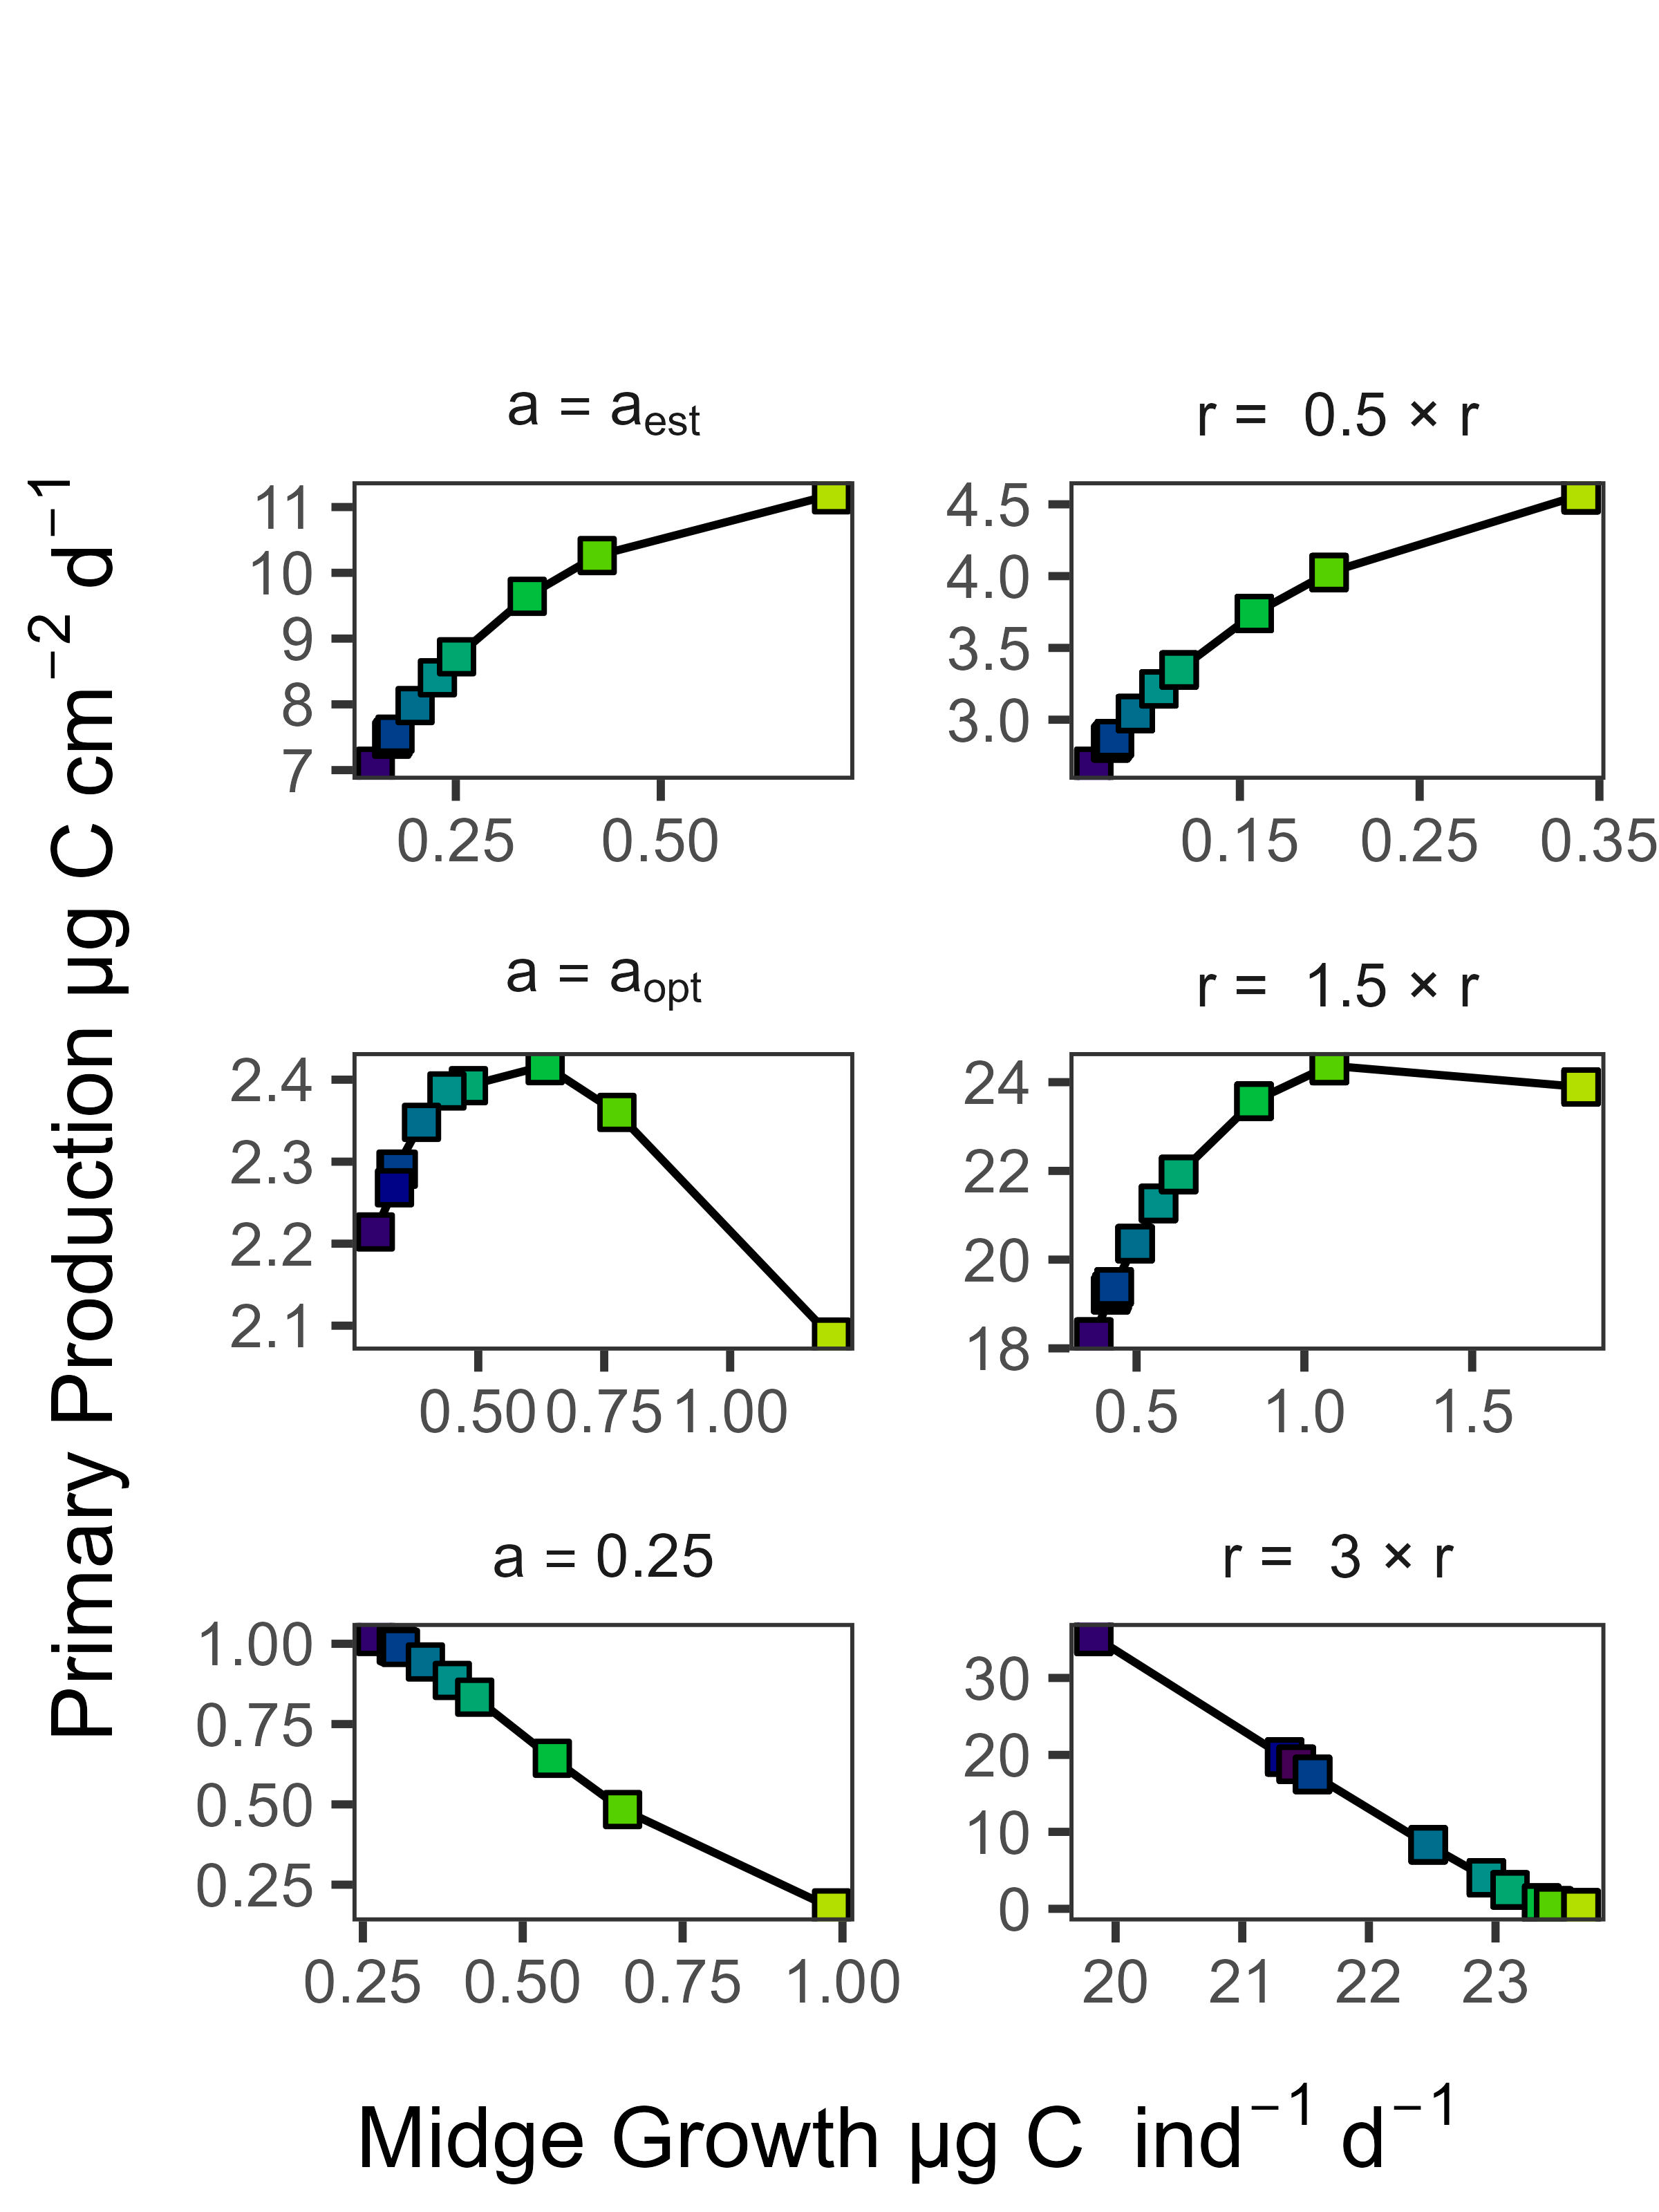 Primary Production µg C cm⁻² d⁻¹
a = aₑₛₜ
11
10
9
8
7
0.25 0.50
r = 0.5 × r
4.5
4.0
3.5
3.0
0.15 0.25 0.35
a = aₒₚₜ
2.4
2.3
2.2
2.1
0.50 0.75 1.00
r = 1.5 × r
24
22
20
18
0.5 1.0 1.5
a = 0.25
1.00
0.75
0.50
0.25
0.25 0.50 0.75 1.00
r = 3 × r
30
20
10
0
20 21 22 23
Midge Growth µg C ind⁻¹ d⁻¹